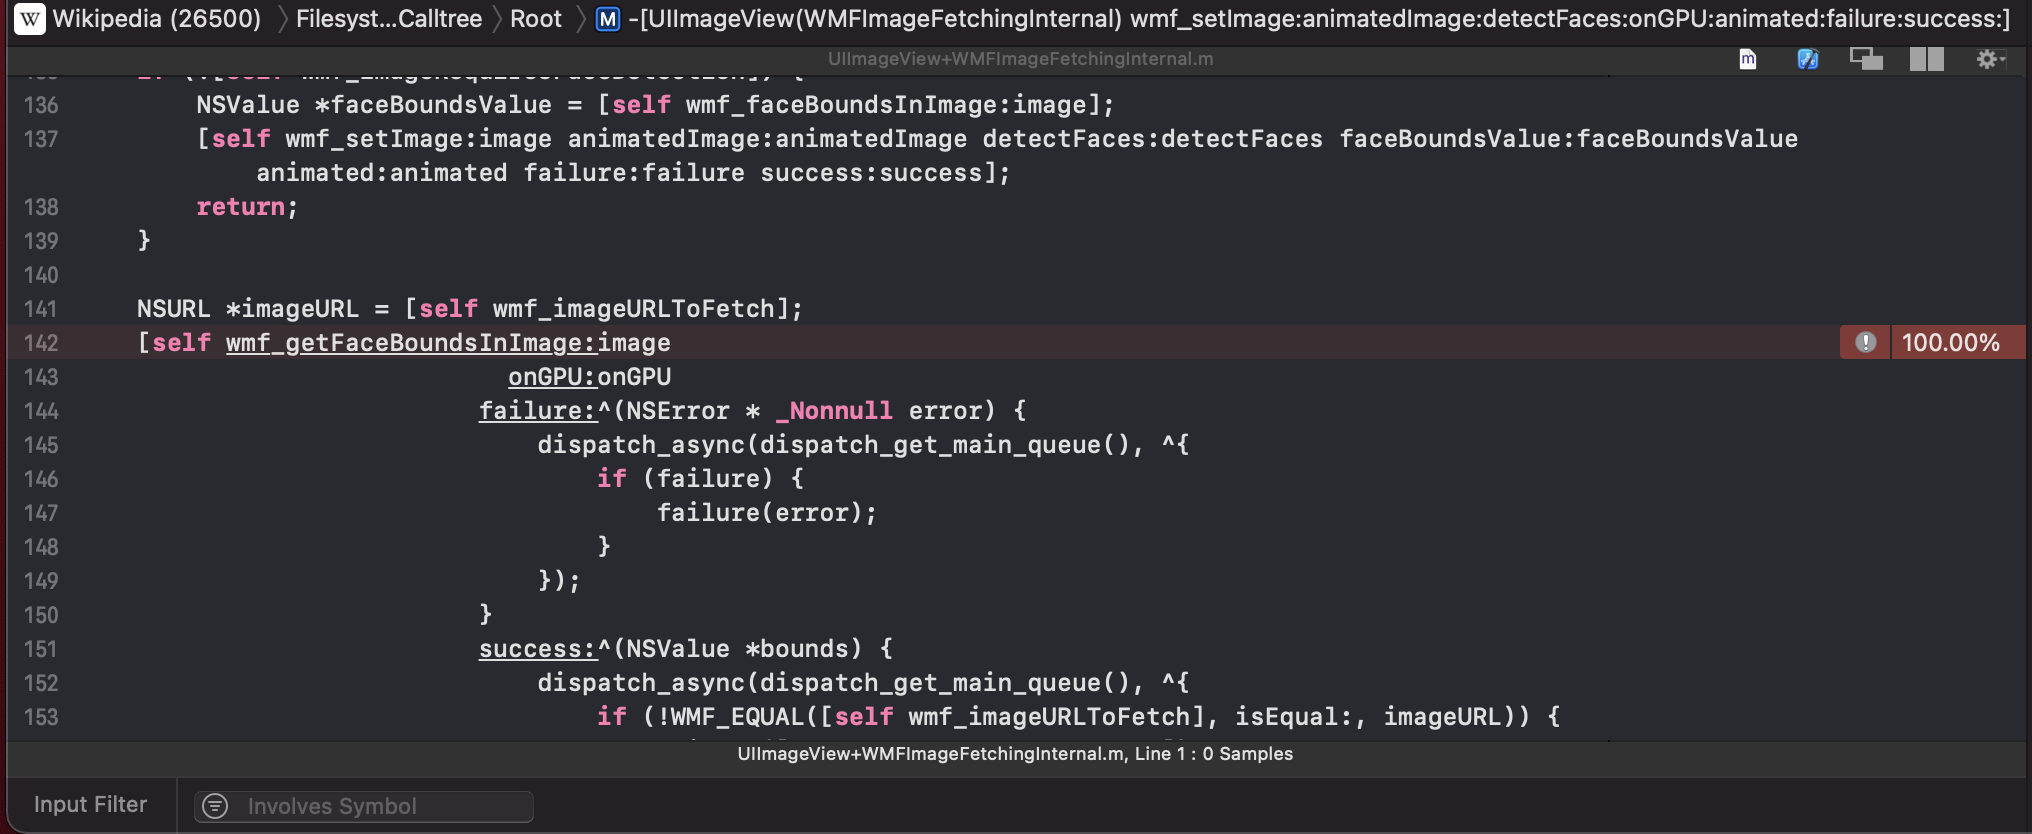 W Wikipedia (26500) Filesyst...Calltree Root M -[UIImageView(WMFImageFetchingInternal) wmf_setImage:animatedImage:detectFaces:onGPU:animated:failure:success:]
UIImageView+WMFImageFetchingInternal.m m
136 NSValue *faceBoundsValue = [self wmf_faceBoundsInImage:image];
137 [self wmf_setImage:image animatedImage:animatedImage detectFaces:detectFaces faceBoundsValue:faceBoundsValue
animated:animated failure:failure success:success];
138 return;
139 }
140
141 NSURL *imageURL = [self wmf_imageURLToFetch];
142 [self wmf_getFaceBoundsInImage:image ! 100.00%
143 onGPU:onGPU
144 failure:^(NSError * _Nonnull error) {
145 dispatch_async(dispatch_get_main_queue(), ^{
146 if (failure) {
147 failure(error);
148 }
149 });
150 }
151 success:^(NSValue *bounds) {
152 dispatch_async(dispatch_get_main_queue(), ^{
153 if (!WMF_EQUAL([self wmf_imageURLToFetch], isEqual:, imageURL)) {
UIImageView+WMFImageFetchingInternal.m, Line 1 : 0 Samples
Input Filter Involves Symbol